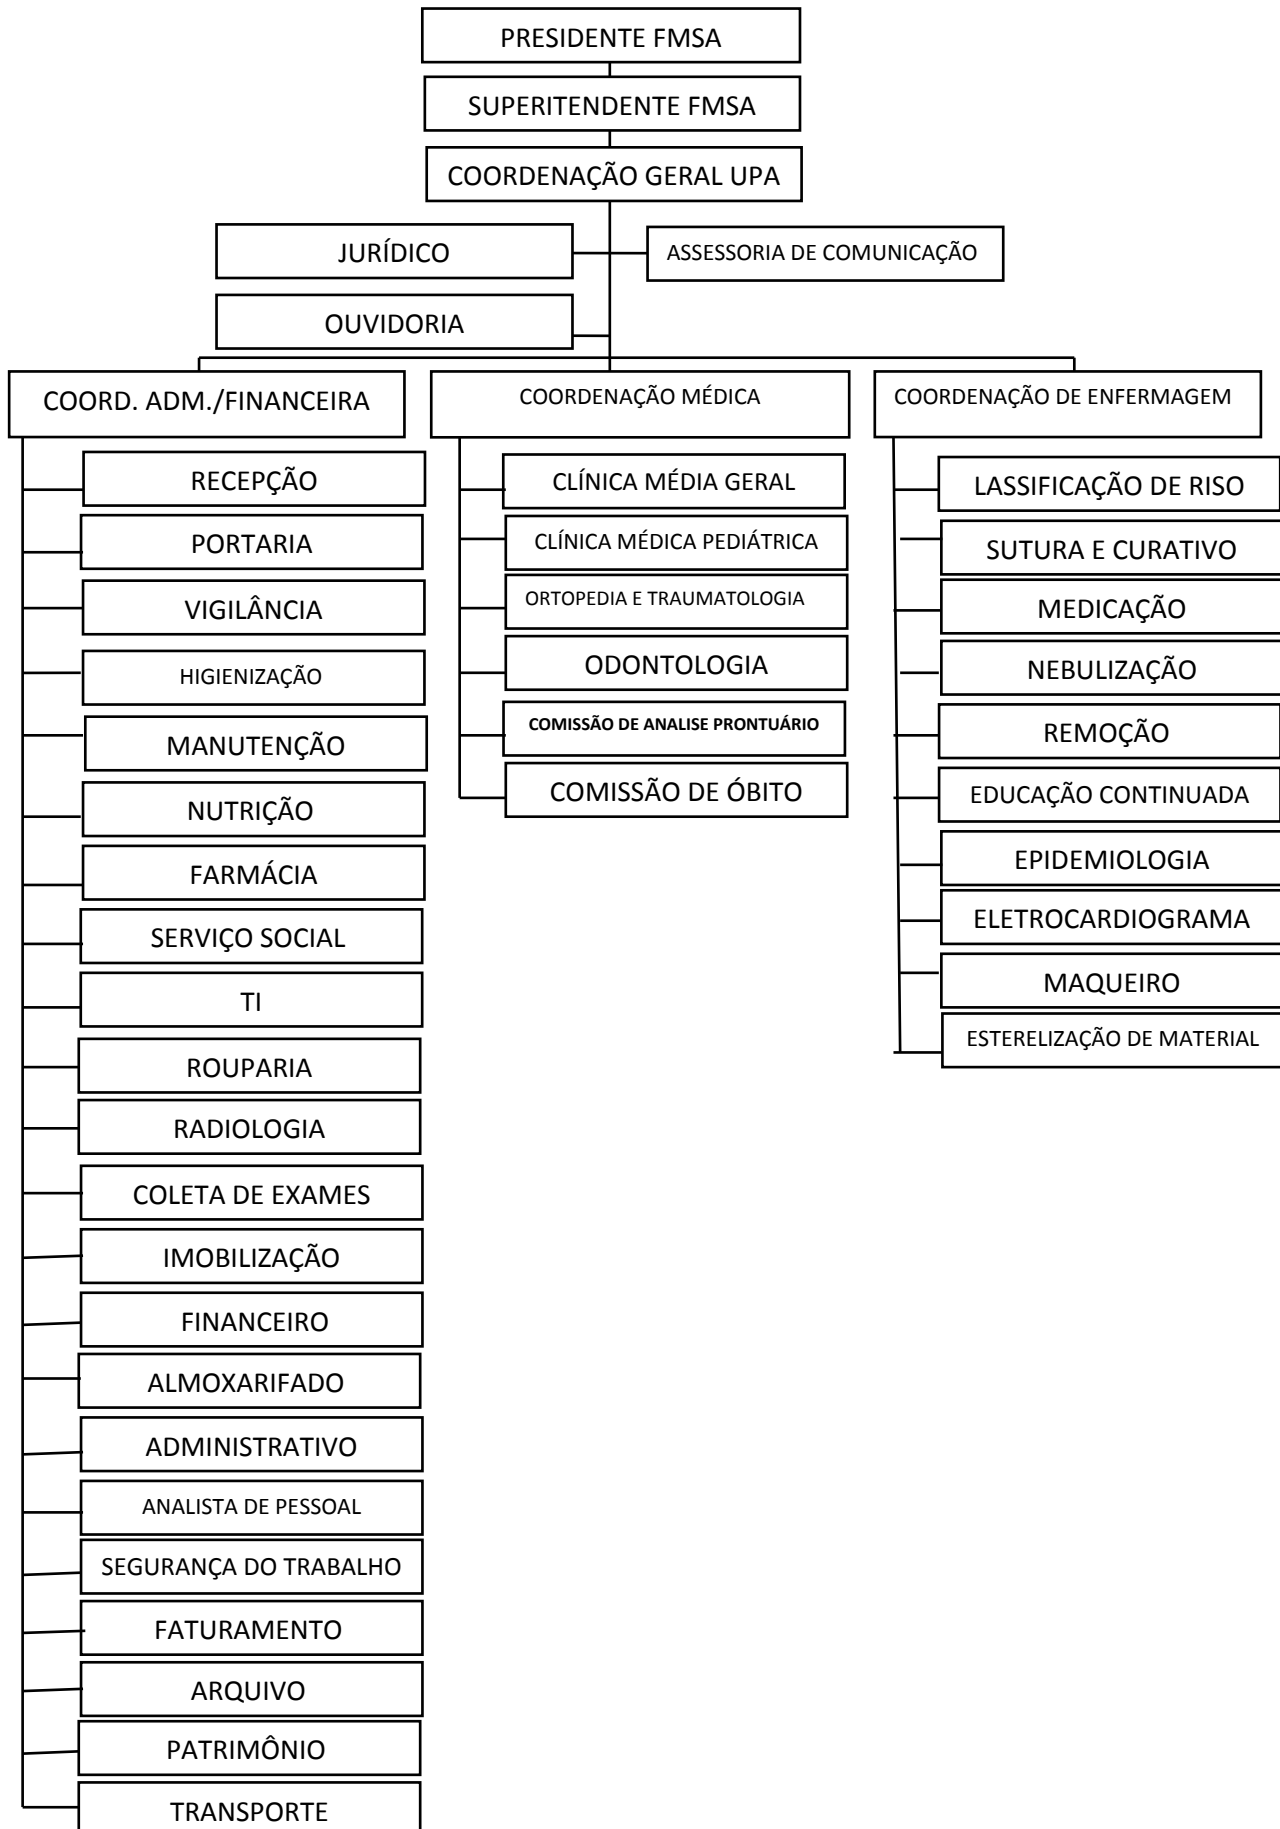 PRESIDENTE FMSA
SUPERITENDENTE FMSA
COORDENAÇÃO GERAL UPA
JURÍDICO
ASSESSORIA DE COMUNICAÇÃO
OUVIDORIA
COORD. ADM./FINANCEIRA
RECEPÇÃO
PORTARIA
VIGILÂNCIA
HIGIENIZAÇÃO
MANUTENÇÃO
NUTRIÇÃO
FARMÁCIA
SERVIÇO SOCIAL
TI
ROUPARIA
RADIOLOGIA
COLETA DE EXAMES
IMOBILIZAÇÃO
FINANCEIRO
ALMOXARIFADO
ADMINISTRATIVO
ANALISTA DE PESSOAL
SEGURANÇA DO TRABALHO
FATURAMENTO
ARQUIVO
PATRIMÔNIO
TRANSPORTE
COORDENAÇÃO MÉDICA
CLÍNICA MÉDIA GERAL
CLÍNICA MÉDICA PEDIÁTRICA
ORTOPEDIA E TRAUMATOLOGIA
ODONTOLOGIA
COMISSÃO DE ANALISE PRONTUÁRIO
COMISSÃO DE ÓBITO
COORDENAÇÃO DE ENFERMAGEM
LASSIFICAÇÃO DE RISO
SUTURA E CURATIVO
MEDICAÇÃO
NEBULIZAÇÃO
REMOÇÃO
EDUCAÇÃO CONTINUADA
EPIDEMIOLOGIA
ELETROCARDIOGRAMA
MAQUEIRO
ESTERELIZAÇÃO DE MATERIAL